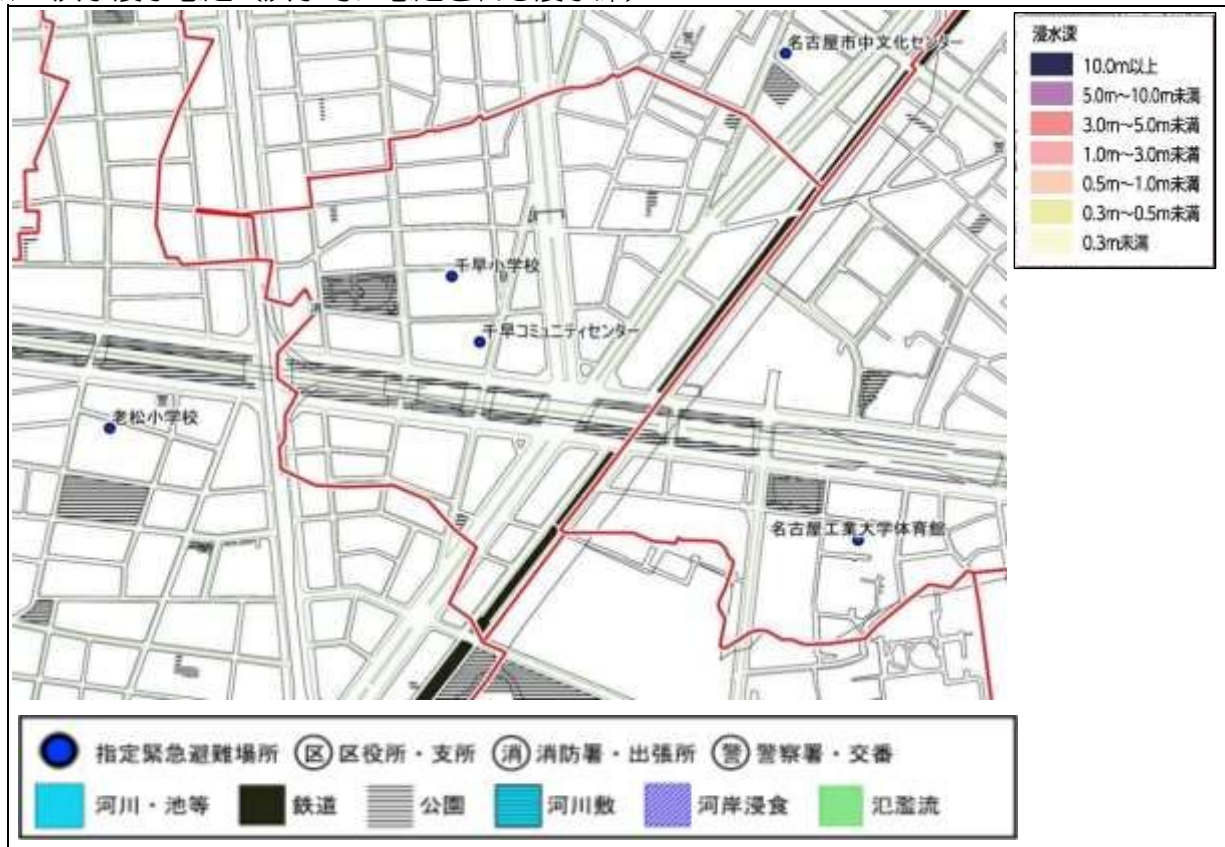 名古屋市中文化センター
千早小学校
千早コミュニティセンター
老松小学校
名古屋工業大学体育館
浸水深
10.0m以上
5.0m～10.0m未満
3.0m～5.0m未満
1.0m～3.0m未満
0.5m～1.0m未満
0.3m～0.5m未満
0.3m未満
指定緊急避難場所 区 区役所・支所 消 消防署・出張所 警 警察署・交番
河川・池等 鉄道 公園 河川敷 河岸浸食 氾濫流